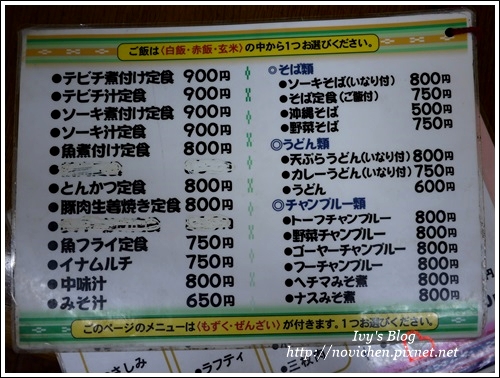 ご飯は〈白飯・赤飯・玄米〉の中から1つお選びください。
●テビチ煮付け定食 900円
●テビチ汁定食 900円
●ソーキ煮付け定食 900円
●ソーキ汁定食 900円
●魚煮付け定食 800円
●とんかつ定食 800円
●豚肉生姜焼き定食 800円
●魚フライ定食 750円
●イナムルチ 750円
●中味汁 800円
●みそ汁 650円
◎そば類
●ソーキそば(いなり付) 800円
●そば定食(ご飯付) 750円
●沖縄そば 500円
●野菜そば 750円
◎うどん類
●天ぷらうどん(いなり付) 800円
●カレーうどん(いなり付) 750円
●うどん 600円
◎チャンプルー類
●トーフチャンプルー 800円
●野菜チャンプルー 800円
●ゴーヤーチャンプルー 800円
●フーチャンプルー 800円
●ヘチマみそ煮 800円
●ナスみそ煮 800円
このページのメニューは〈もずく・ぜんざい〉が付きます。1つお選びください。
さしみ
●ラフティ
●三枚肉
Ivy's Blog
http://novichen.pixnet.net